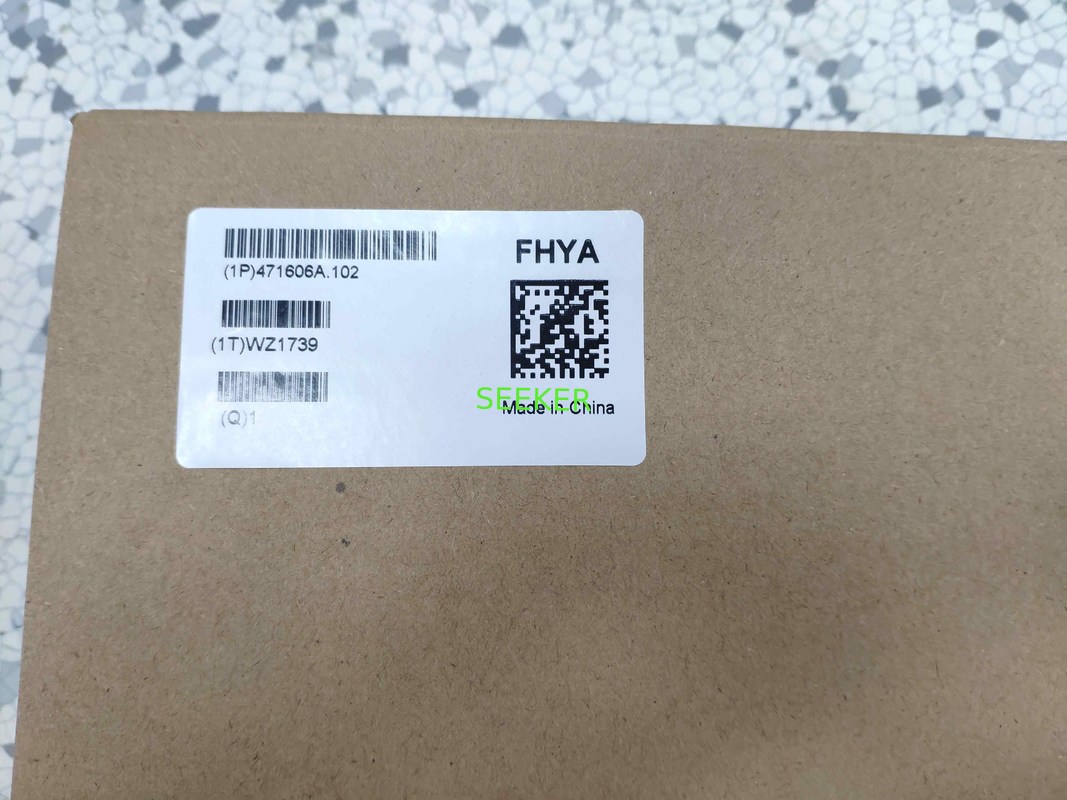 (1P)471606A.102
(1T)WZ1739
(Q)1
FHYA
SEEKER
Made in China